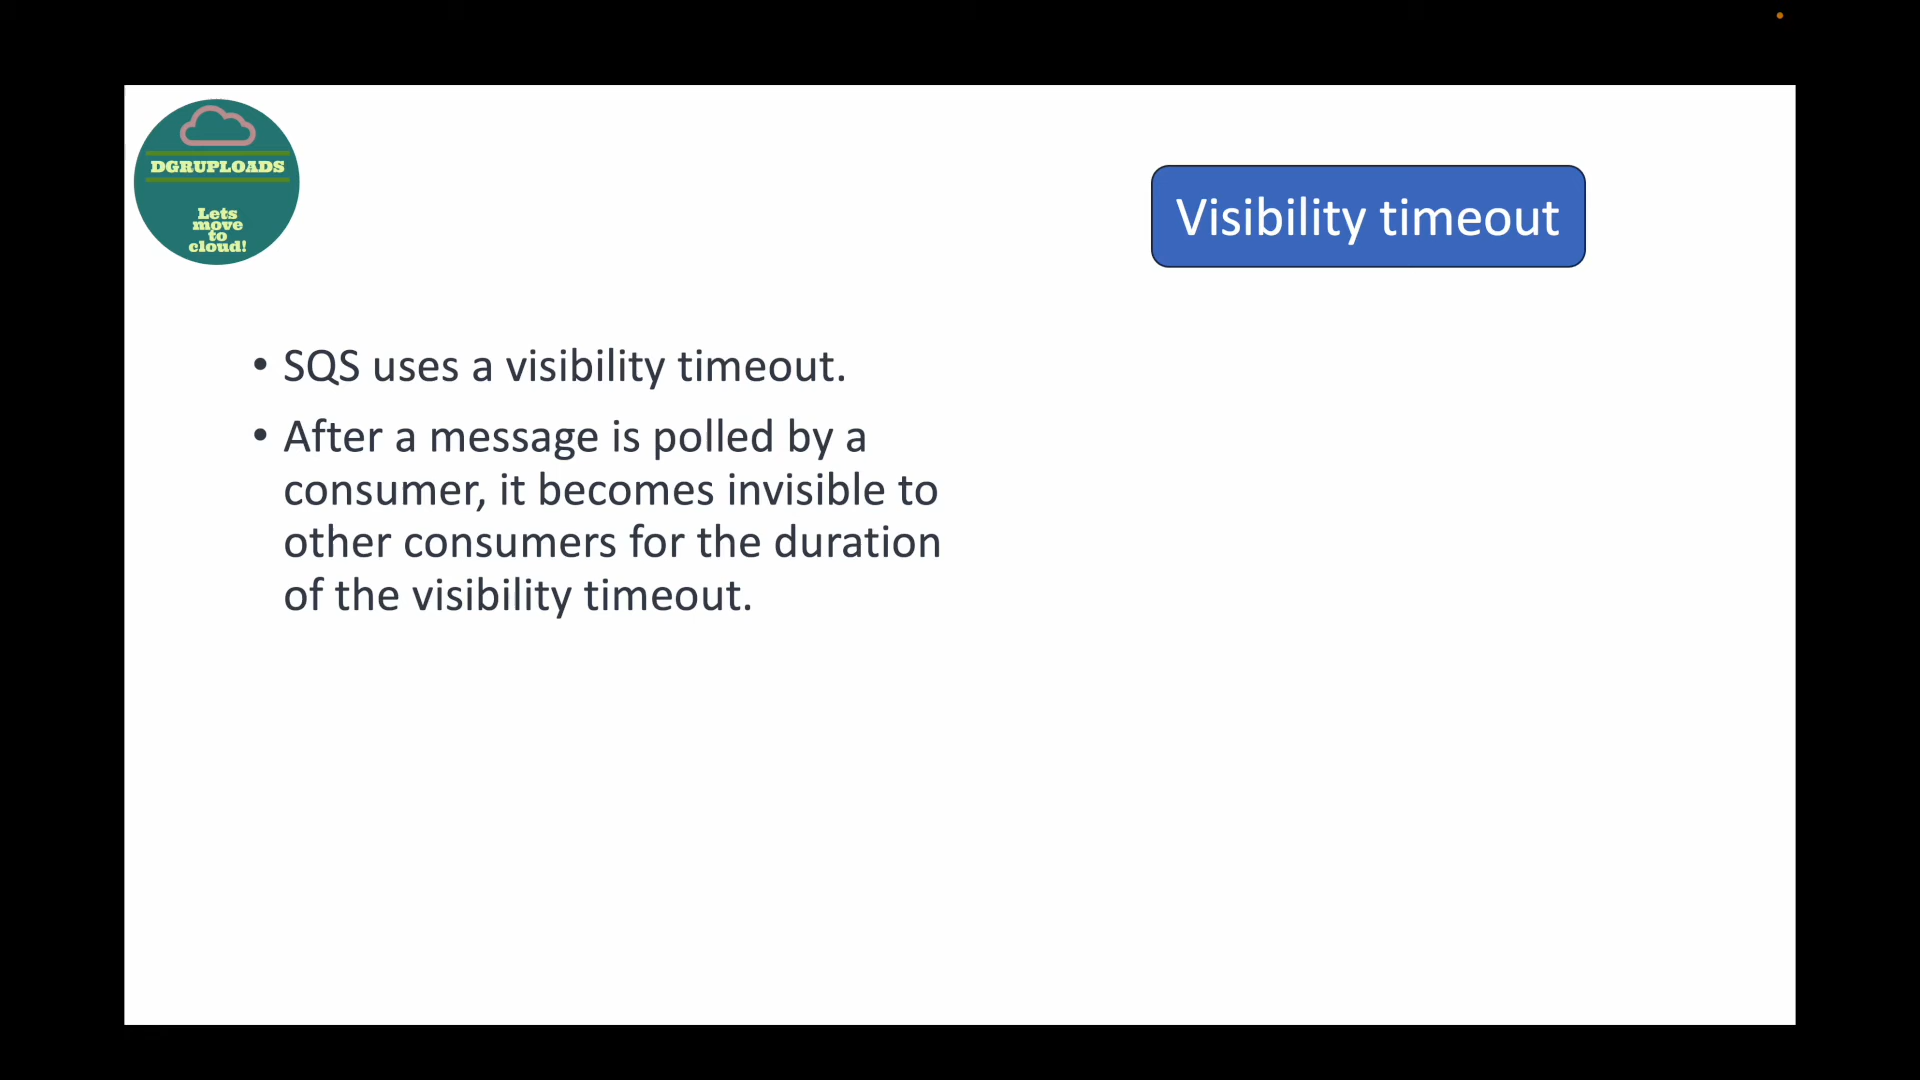 DGRUPLOADS
Lets
move
to
cloud!
Visibility timeout
• SQS uses a visibility timeout.
• After a message is polled by a
consumer, it becomes invisible to
other consumers for the duration
of the visibility timeout.